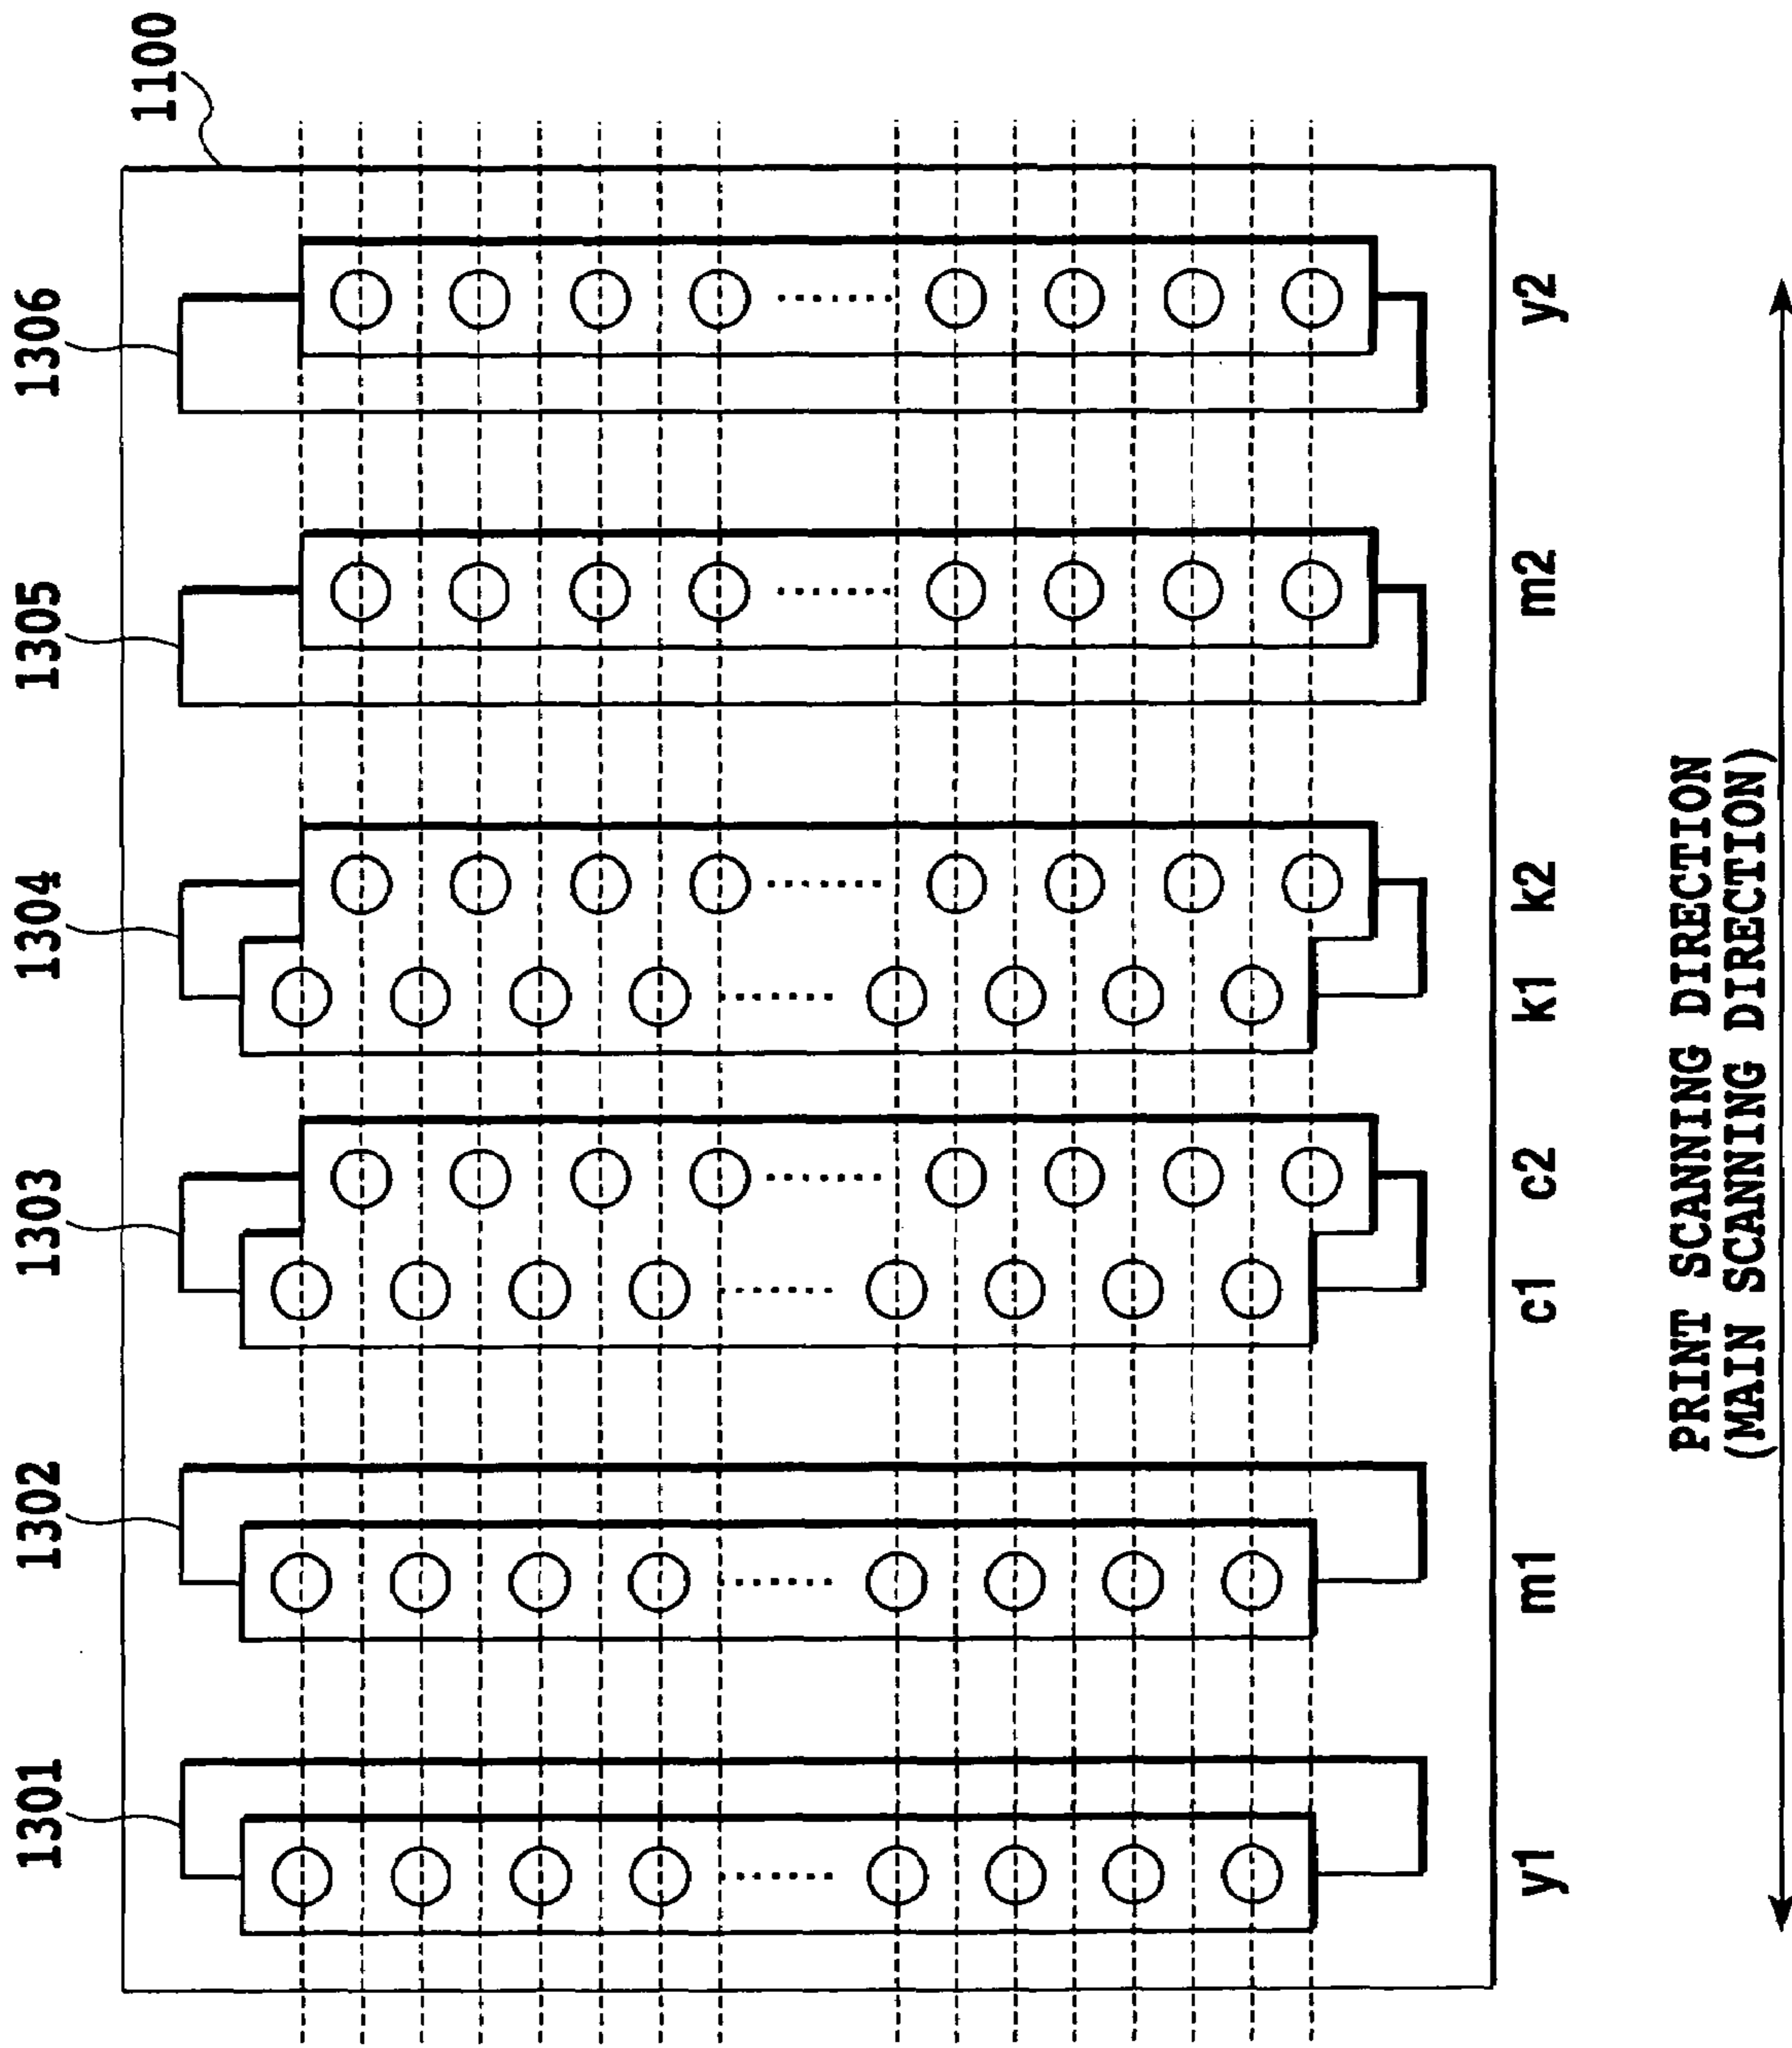 1100
1301
1302
1303
1304
1305
1306
y1
m1
c1
c2
k1
k2
m2
y2
PRINT SCANNING DIRECTION
(MAIN SCANNING DIRECTION)